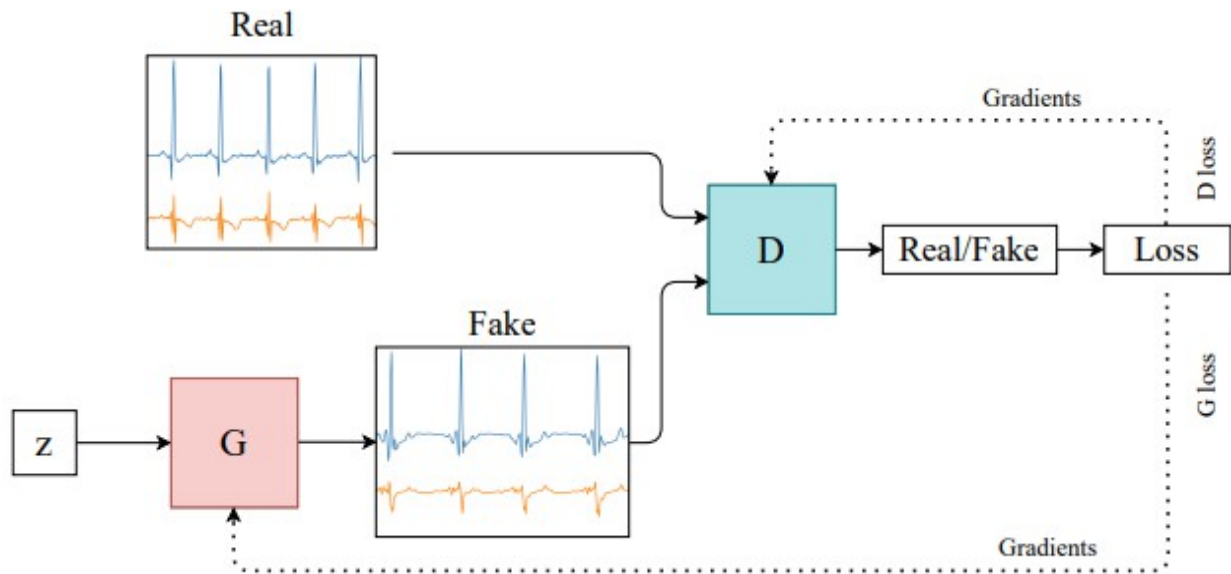 Real
Gradients
D loss
D
Real/Fake
Loss
Fake
G loss
z
G
Gradients